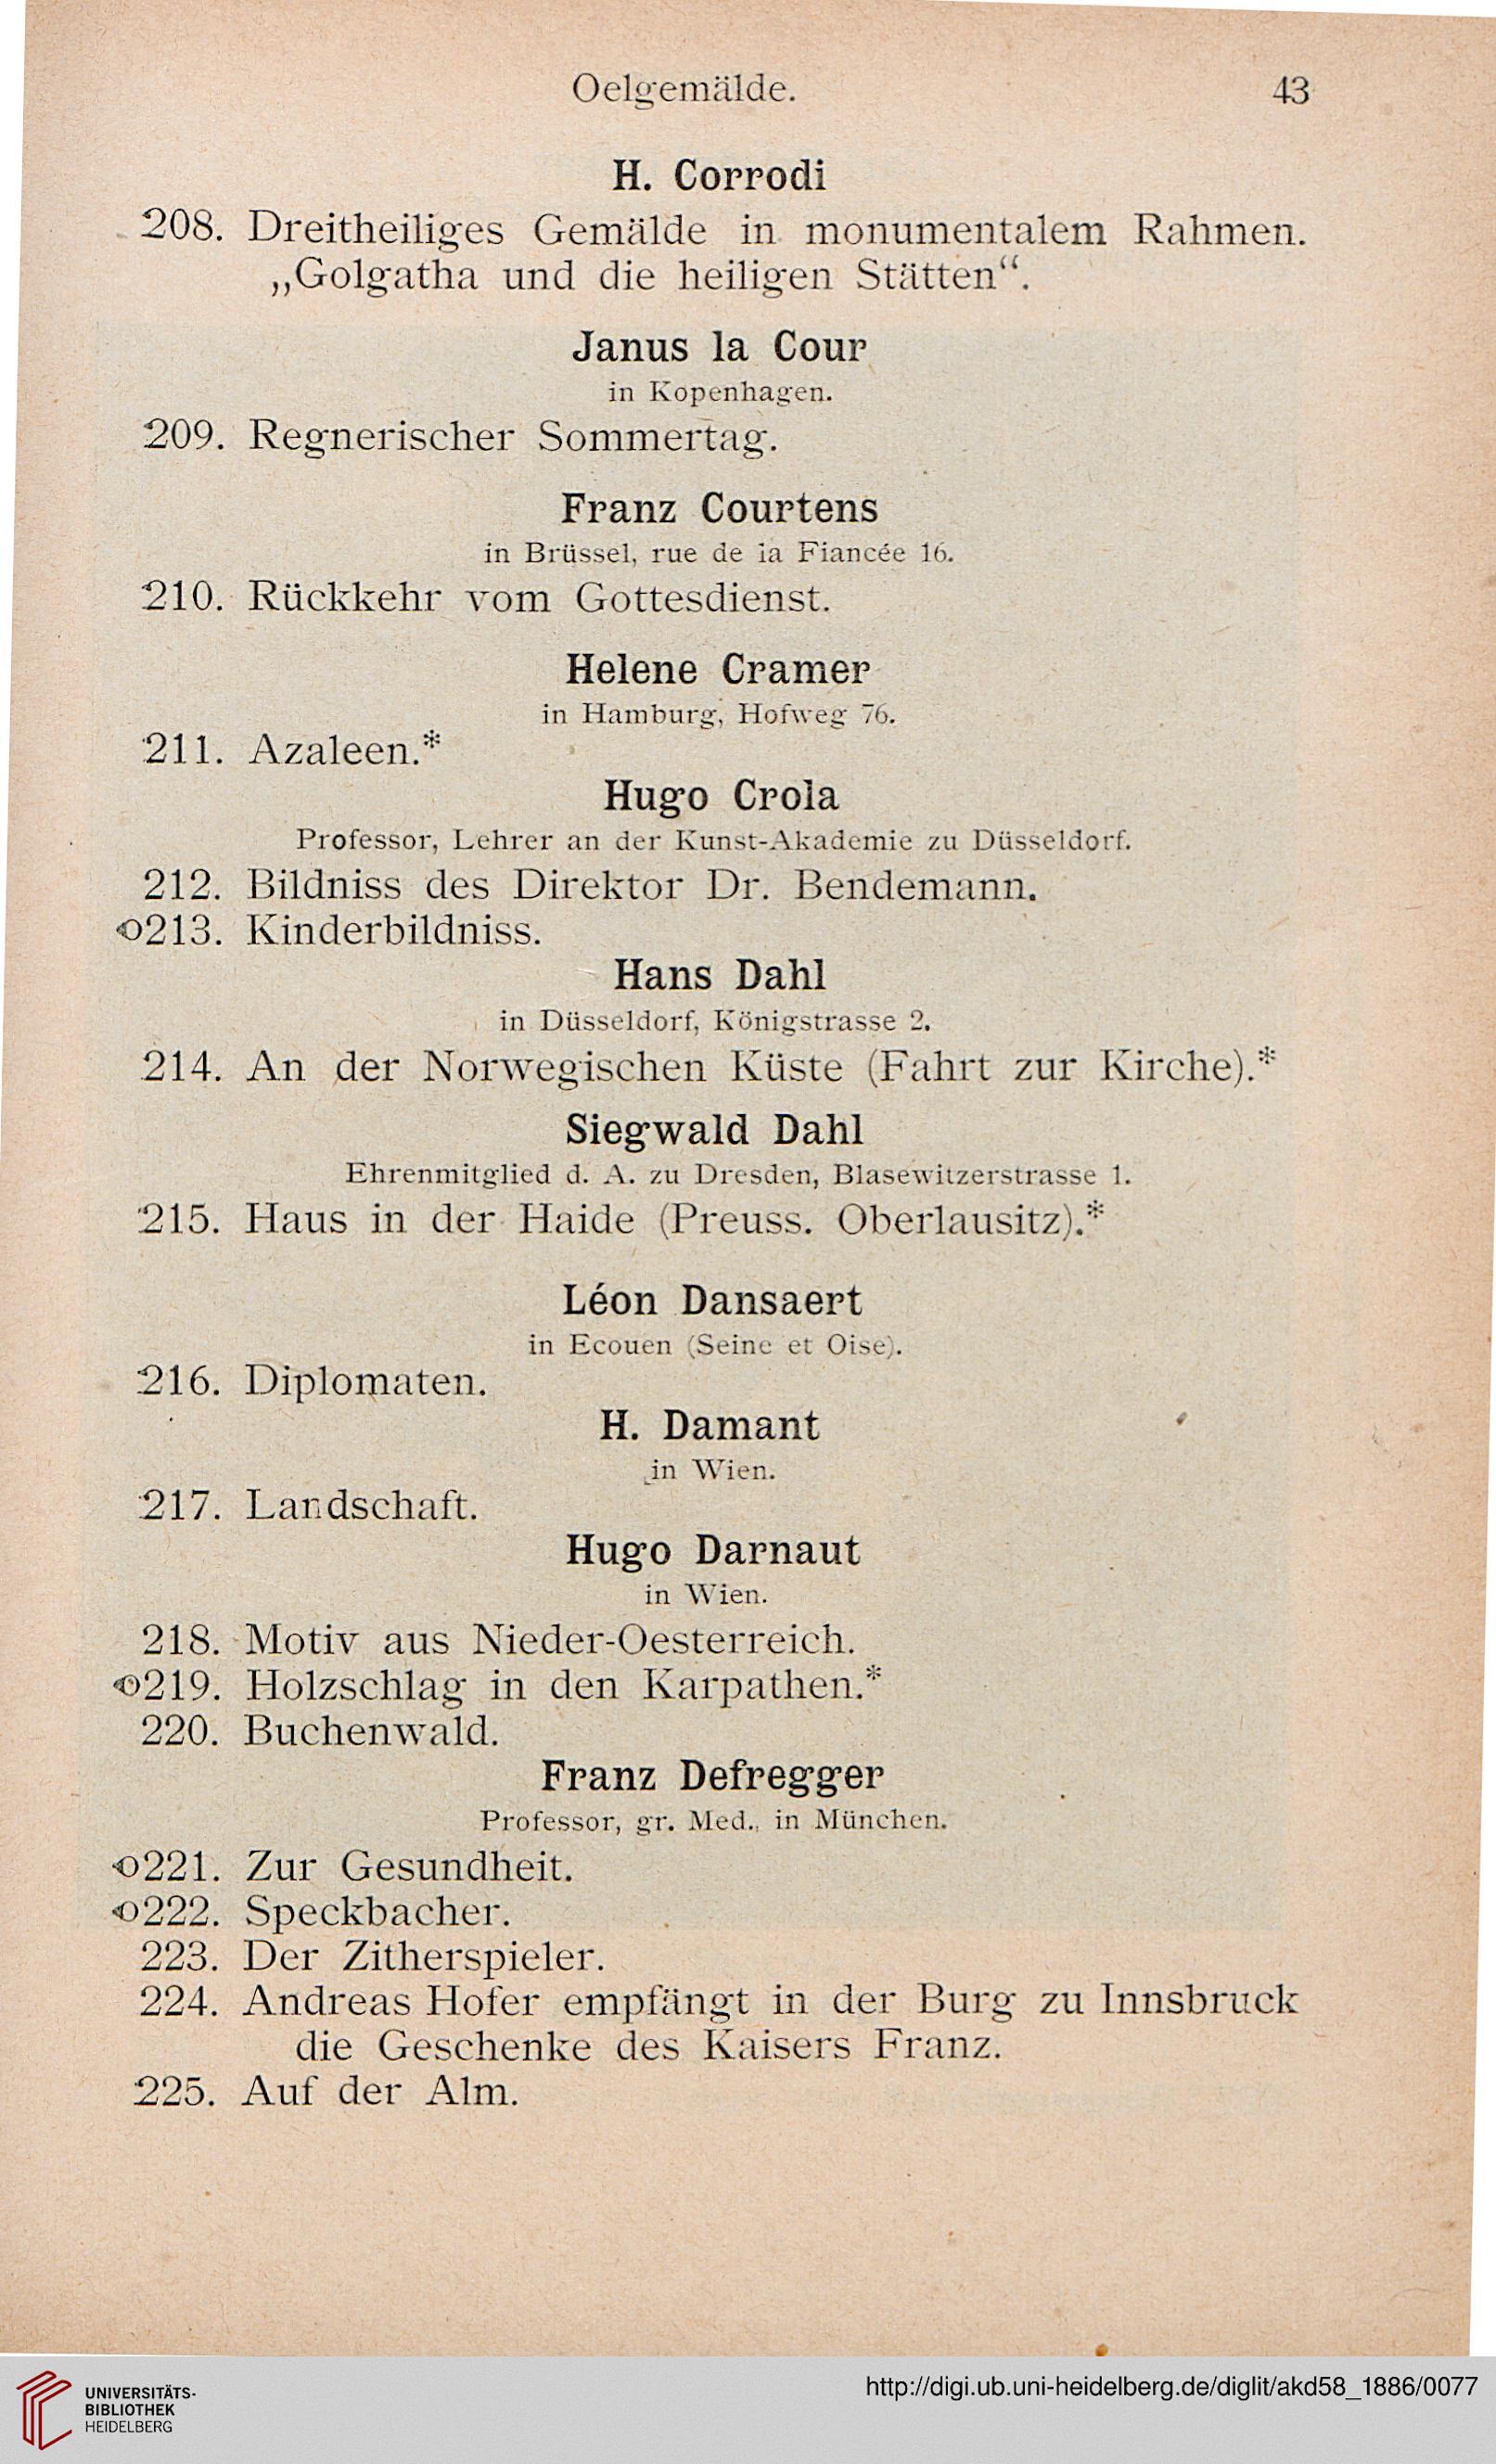 Oelgemälde. 43
H. Corrodi
208. Dreitheiliges Gemälde in monumentalem Rahmen.
„Golgatha und die heiligen Stätten“.
Janus la Cour
in Kopenhagen.
209. Regnerischer Sommertag.
Franz Courtens
in Brüssel, rue de la Fiancée 16.
210. Rückkehr vom Gottesdienst.
Helene Cramer
in Hamburg, Hofweg 76.
211. Azaleen.*
Hugo Crola
Professor, Lehrer an der Kunst-Akademie zu Düsseldorf.
212. Bildniss des Direktor Dr. Bendemann.
213. Kinderbildniss.
Hans Dahl
in Düsseldorf, Königstrasse 2.
214. An der Norwegischen Küste (Fahrt zur Kirche).*
Siegwald Dahl
Ehrenmitglied d. A. zu Dresden, Blasewitzerstrasse 1.
215. Haus in der Haide (Preuss. Oberlausitz).*
Léon Dansaert
in Ecouen (Seine et Oise).
216. Diplomaten.
H. Damant
in Wien.
217. Landschaft.
Hugo Darnaut
in Wien.
218. Motiv aus Nieder-Oesterreich.
219. Holzschlag in den Karpathen.*
220. Buchenwald.
Franz Defregger
Professor, gr. Med., in München.
221. Zur Gesundheit.
222. Speckbacher.
223. Der Zitherspieler.
224. Andreas Hofer empfängt in der Burg zu Innsbruck
die Geschenke des Kaisers Franz.
225. Auf der Alm.
UNIVERSITÄTS-
BIBLIOTHEK
HEIDELBERG
http://digi.ub.uni-heidelberg.de/diglit/akd58_1886/0077